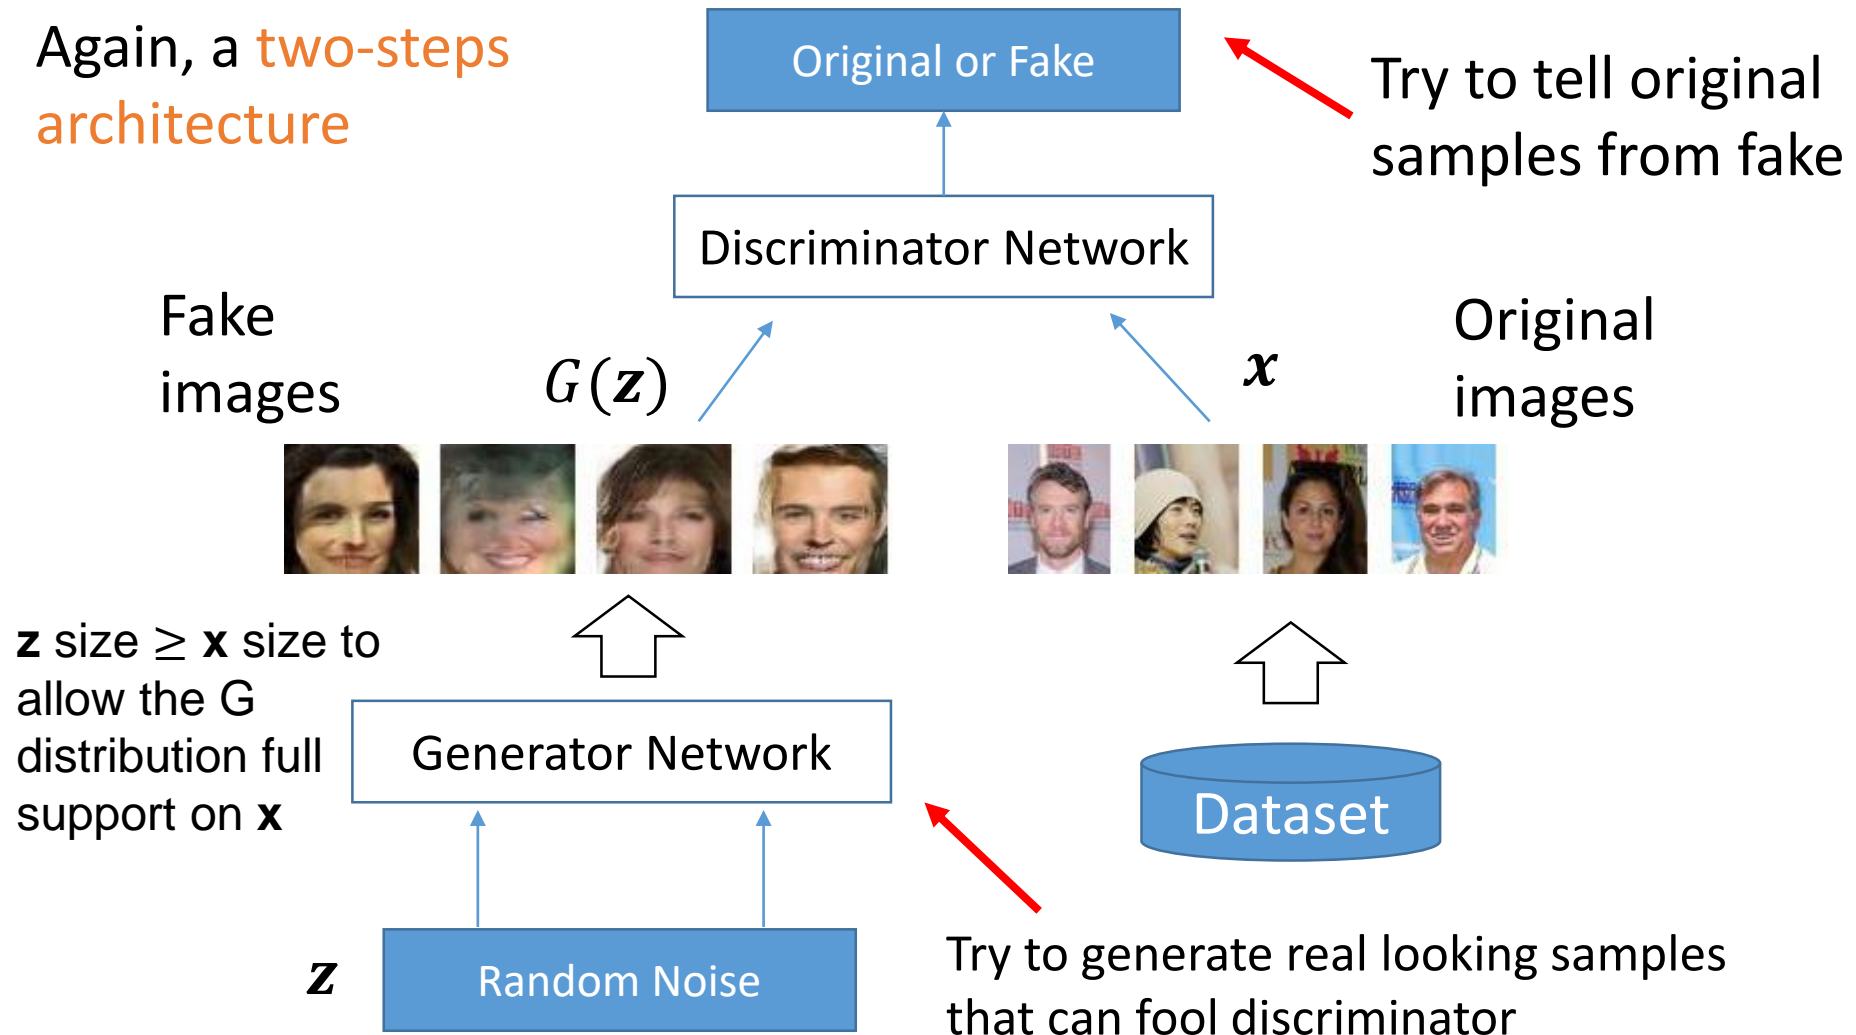 Again, a two-steps
architecture
Original or Fake
Try to tell original
samples from fake
Discriminator Network
Fake
images
G(z)
x
Original
images
z size ≥ x size to
allow the G
distribution full
support on x
Generator Network
Dataset
z
Random Noise
Try to generate real looking samples
that can fool discriminator